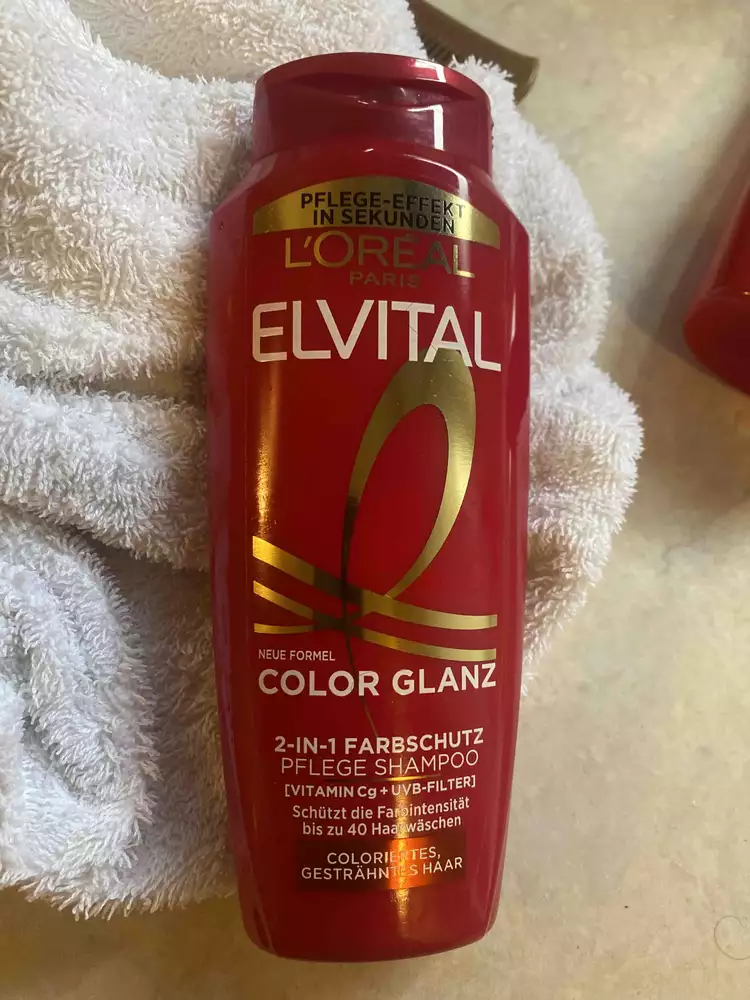 PFLEGE-EFFEKT
IN SEKUNDEN
L'ORÉAL
PARIS
ELVITAL
NEUE FORMEL
COLOR GLANZ
2-IN-1 FARBSCHUTZ
PFLEGE SHAMPOO
[VITAMIN Cg + UVB-FILTER]
Schützt die Farbintensität
bis zu 40 Haarwäschen
COLORIERTES,
GESTRÄHNTES HAAR